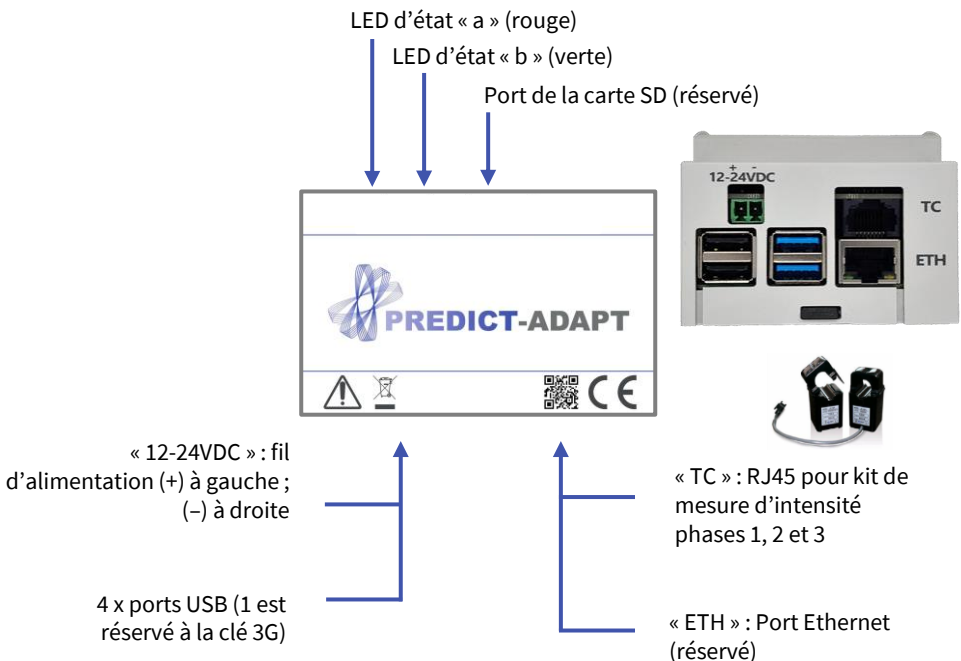 LED d’état « a » (rouge)
LED d’état « b » (verte)
Port de la carte SD (réservé)
+ -
12-24VDC
TC
ETH
PREDICT-ADAPT
CE
« 12-24VDC » : fil
d’alimentation (+) à gauche ;
(–) à droite
4 x ports USB (1 est
réservé à la clé 3G)
« TC » : RJ45 pour kit de
mesure d’intensité
phases 1, 2 et 3
« ETH » : Port Ethernet
(réservé)